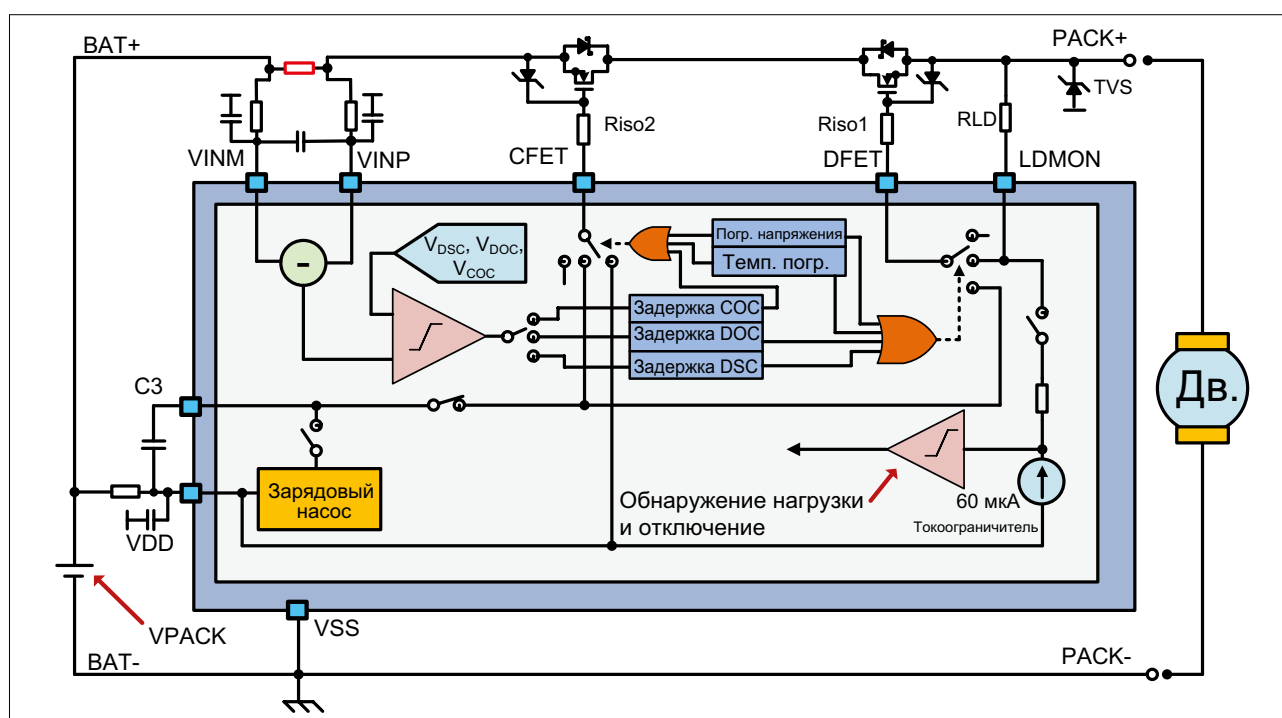 BAT+
PACK+
TVS
Riso2
Riso1
RLD
VINM
VINP
CFET
DFET
LDMON
VDSC, VDOC,
VCOC
-
Погр. напряжения
Темп. погр.
Задержка COC
Задержка DOC
Задержка DSC
C3
Дв.
Зарядовый
насос
Обнаружение нагрузки
и отключение
60 мкА
Токоограничитель
VDD
VPACK
VSS
BAT-
PACK-